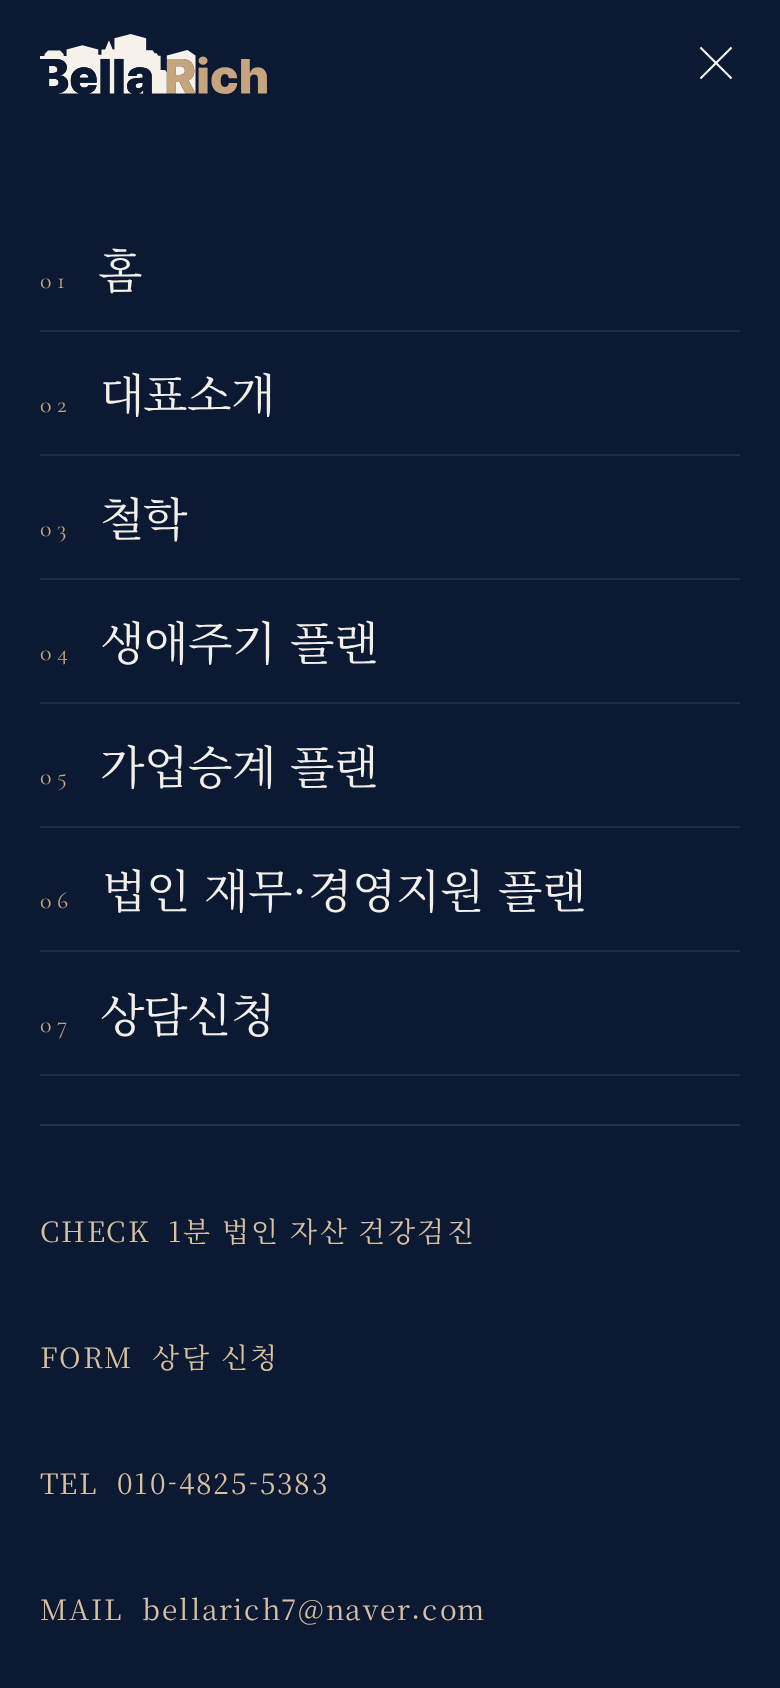 Bella Rich
01 홈
02 대표소개
03 철학
04 생애주기 플랜
05 가업승계 플랜
06 법인 재무·경영지원 플랜
07 상담신청
CHECK 1분 법인 자산 건강검진
FORM 상담 신청
TEL 010-4825-5383
MAIL bellarich7@naver.com